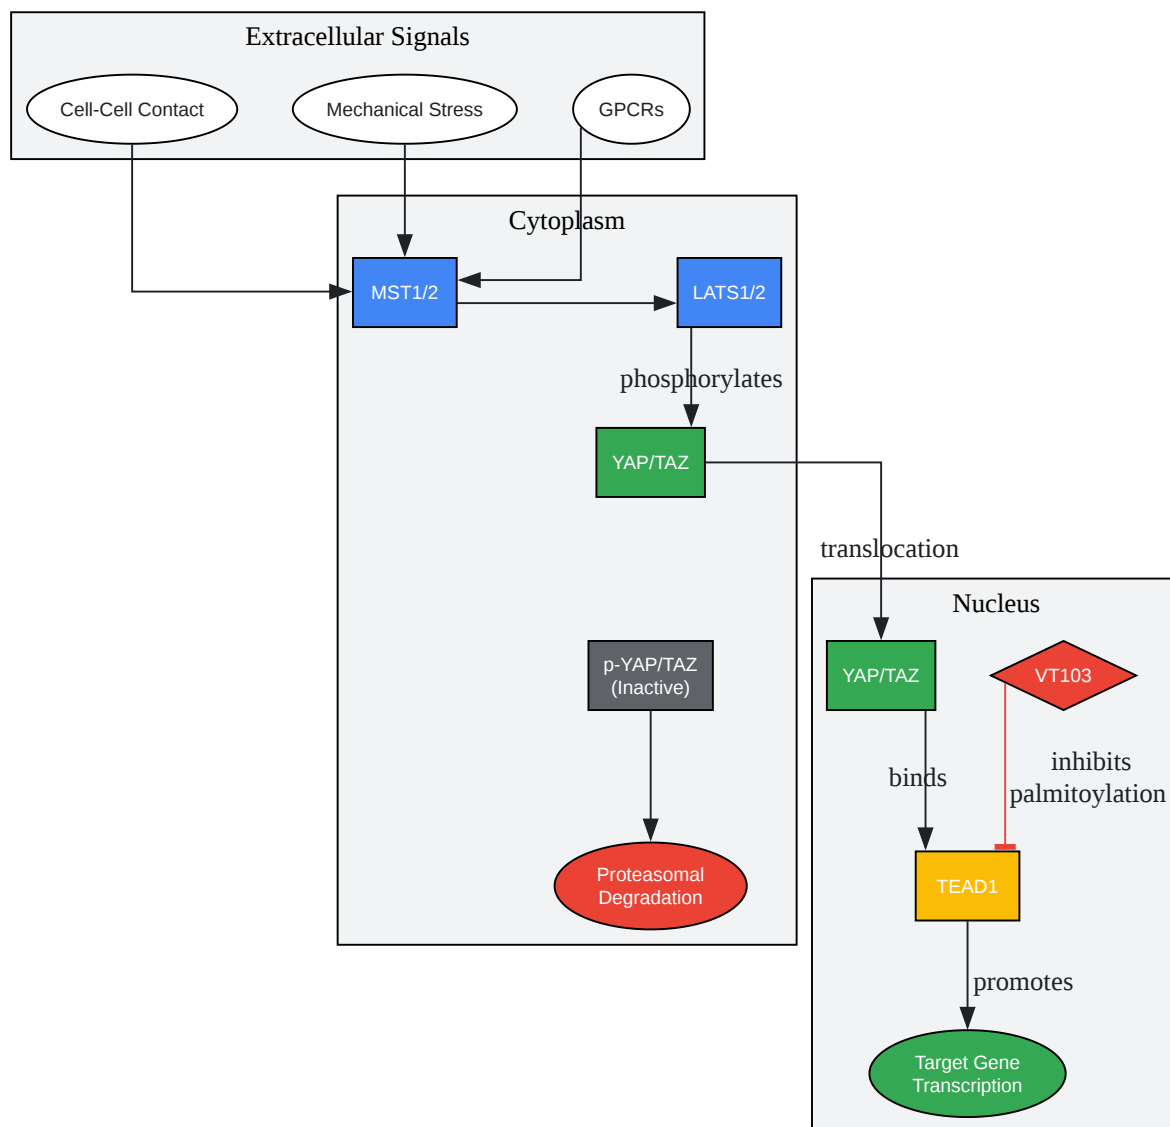 Extracellular Signals
Cell-Cell Contact
Mechanical Stress
GPCRs
Cytoplasm
MST1/2
LATS1/2
phosphorylates
YAP/TAZ
translocation
Nucleus
p-YAP/TAZ
(Inactive)
YAP/TAZ
VT103
binds
inhibits
palmitoylation
Proteasomal
Degradation
TEAD1
promotes
Target Gene
Transcription